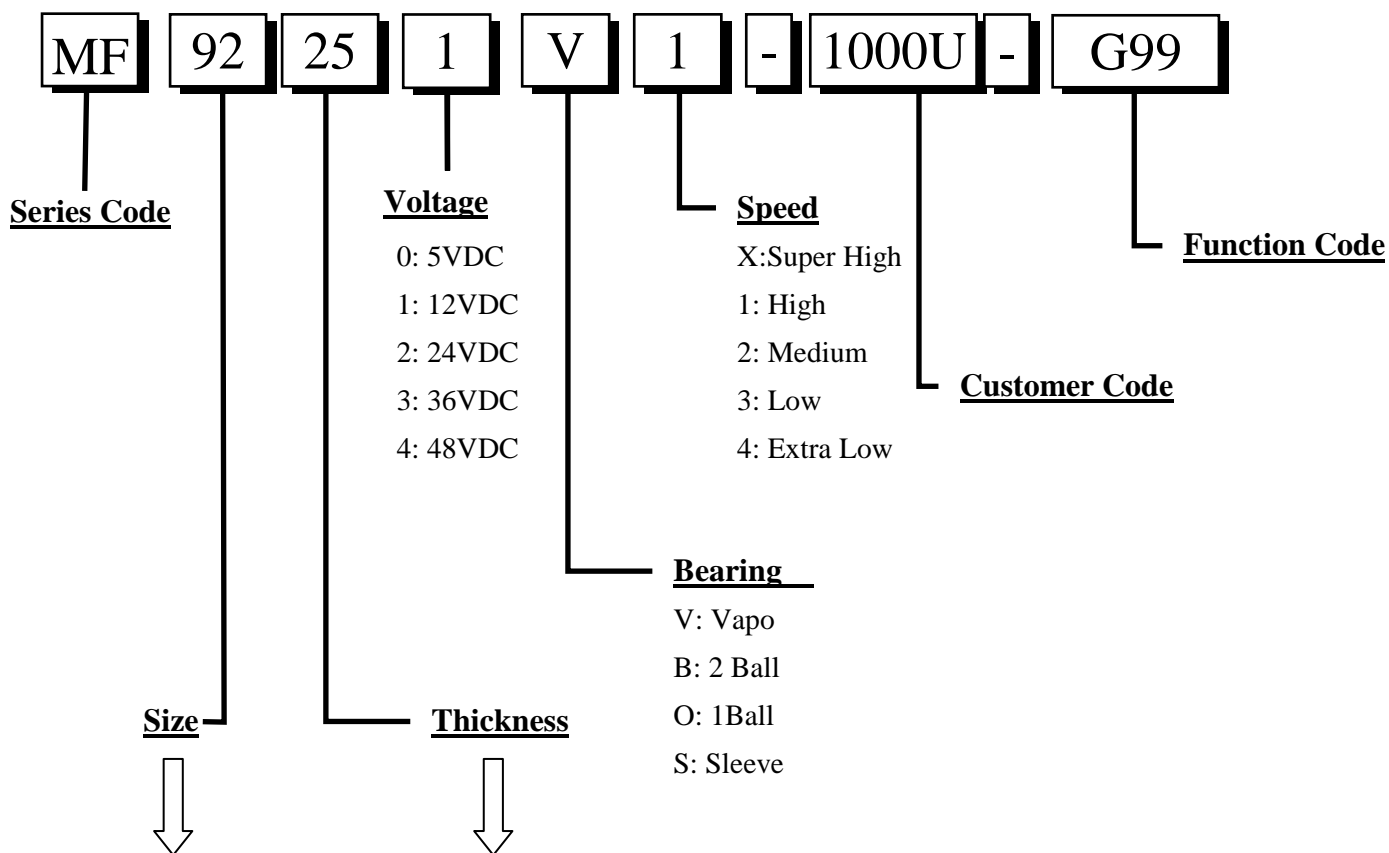 MF 92 25 1 V 1 - 1000U - G99
Series Code
Voltage
0: 5VDC
1: 12VDC
2: 24VDC
3: 36VDC
4: 48VDC
Speed
X:Super High
1: High
2: Medium
3: Low
4: Extra Low
Function Code
Customer Code
Bearing
V: Vapo
B: 2 Ball
O: 1Ball
S: Sleeve
Size
Thickness